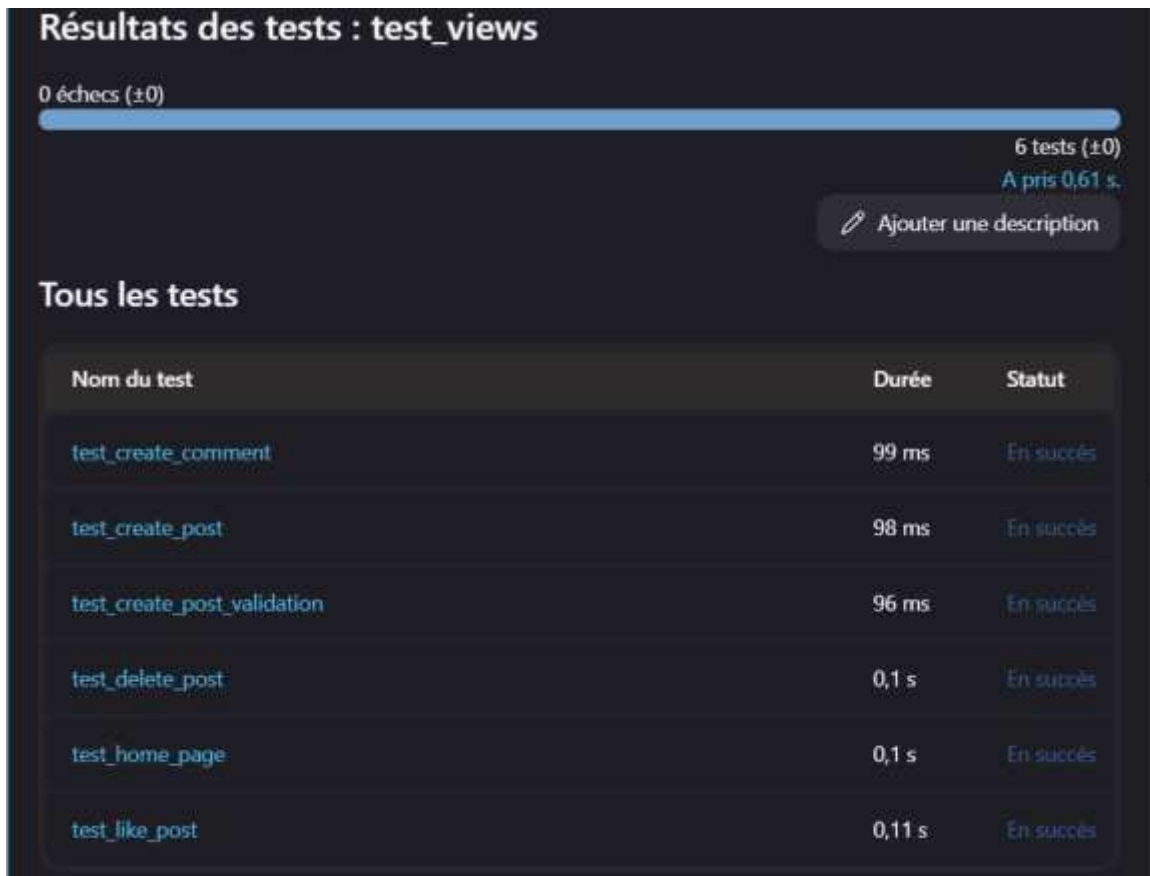 Résultats des tests : test_views
0 échecs (±0)
6 tests (±0)
A pris 0,61 s.
Ajouter une description
Tous les tests
Nom du test Durée Statut
test_create_comment 99 ms En succès
test_create_post 98 ms En succès
test_create_post_validation 96 ms En succès
test_delete_post 0,1 s En succès
test_home_page 0,1 s En succès
test_like_post 0,11 s En succès